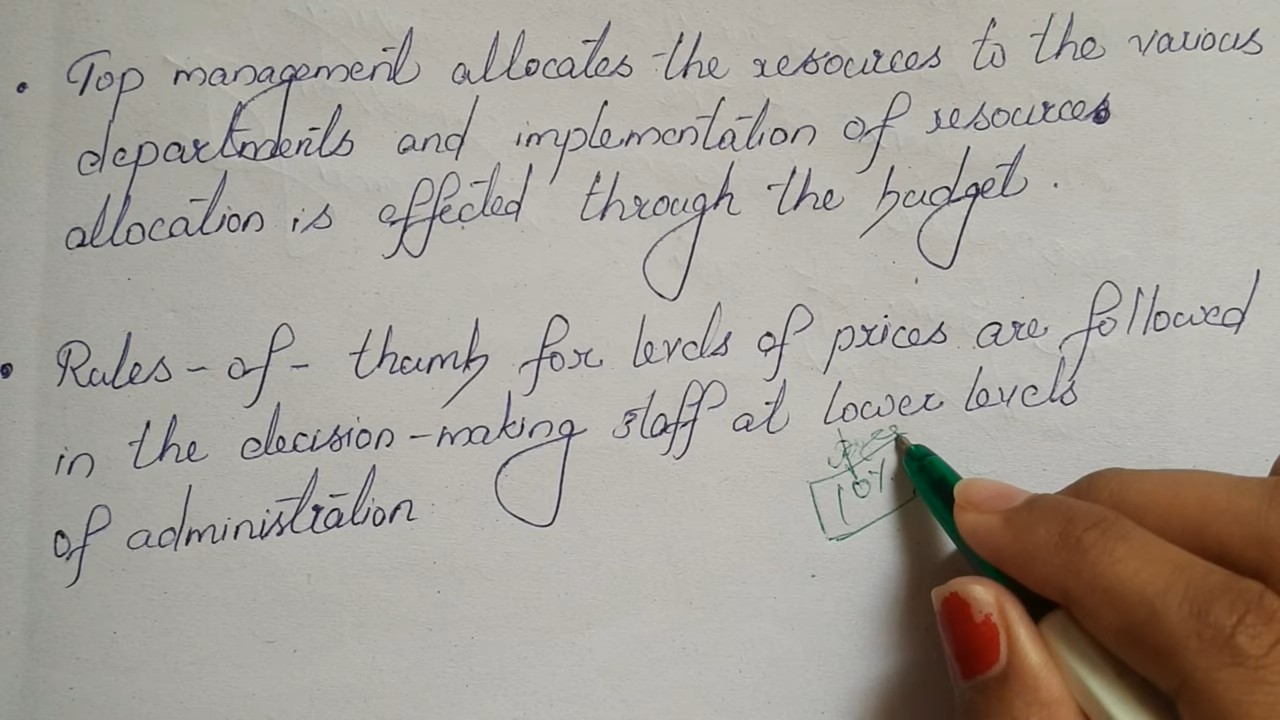 • Top management allocates the resources to the various
departments and implementation of resources
allocation is effected through the budget.
• Rules-of-thumb for levels of prices are followed
in the decision-making staff at lower levels
of administration
10%